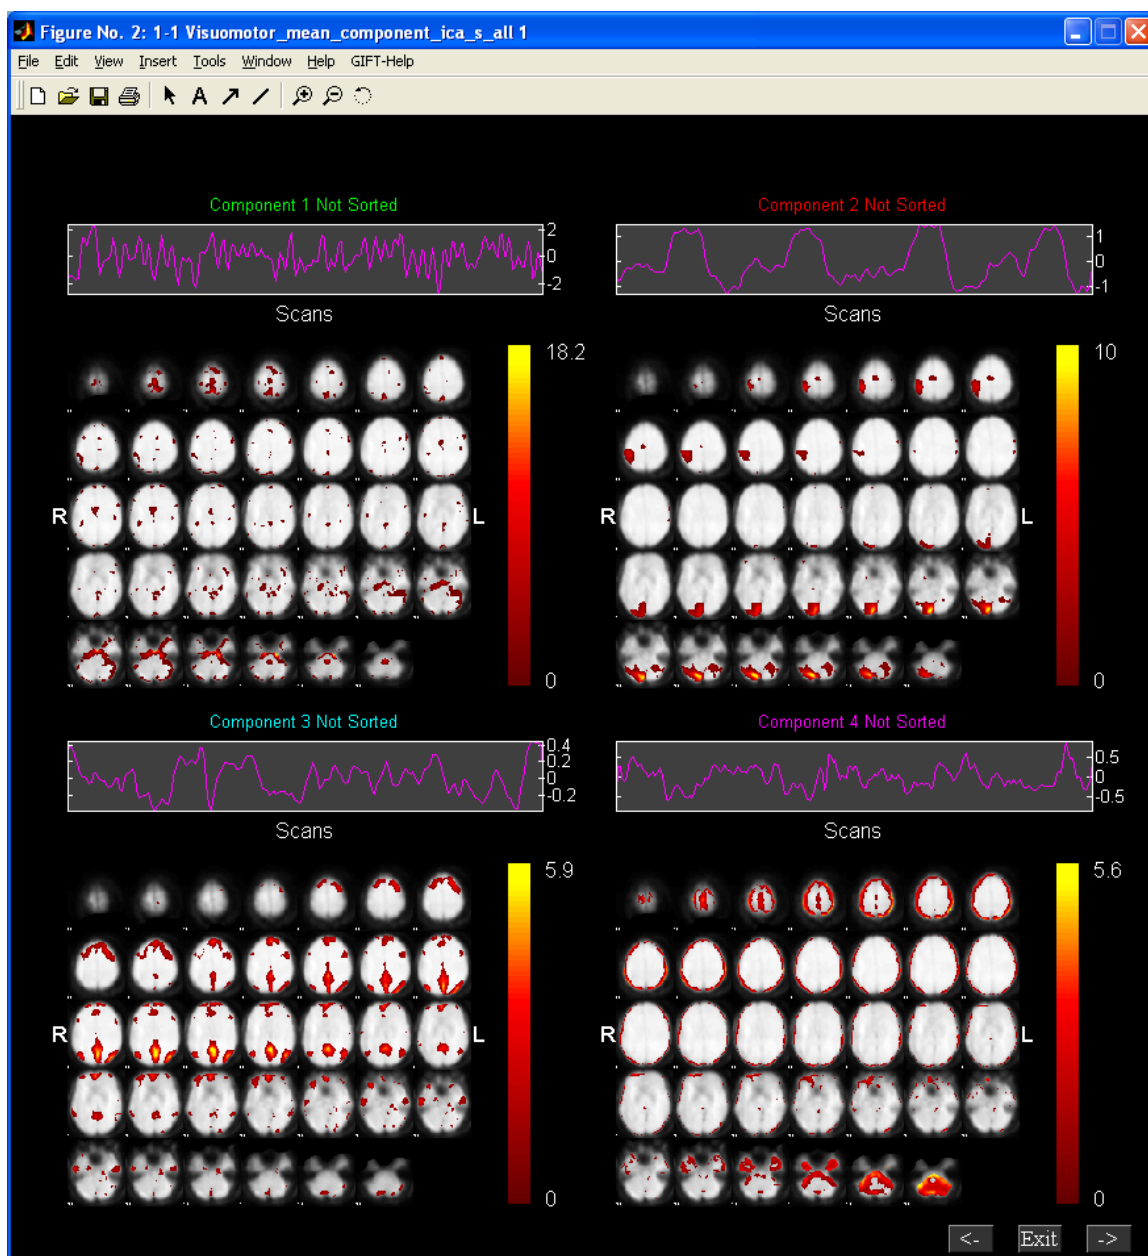 Figure No. 2: 1-1 Visuomotor_mean_component_ica_s_all 1
File Edit View Insert Tools Window Help GIFT-Help
A
Component 1 Not Sorted
2
0
-2
Scans
18.2
0
R
L
Component 2 Not Sorted
1
0
-1
Scans
10
0
R
L
Component 3 Not Sorted
0.4
0.2
0
-0.2
Scans
5.9
0
R
L
Component 4 Not Sorted
0.5
0
-0.5
Scans
5.6
0
R
L
<- Exit ->